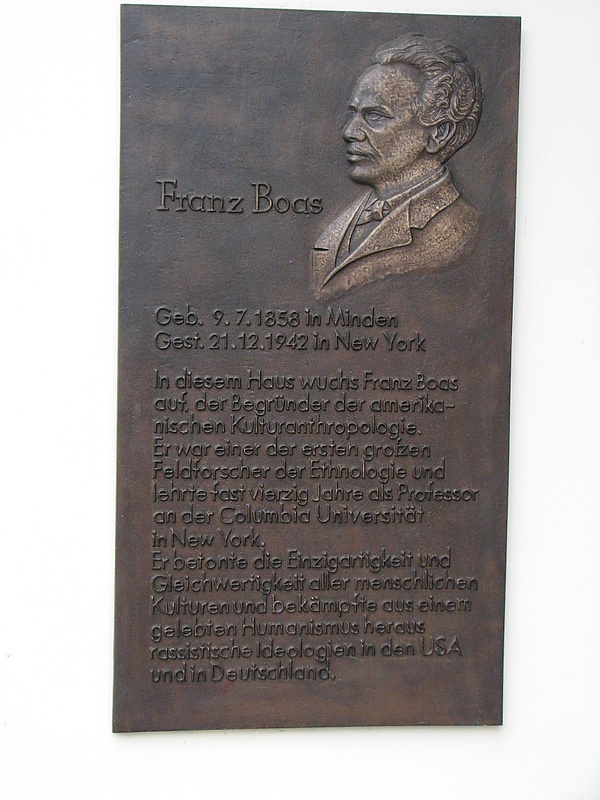 Franz Boas
Geb. 9.7.1858 in Minden
Gest. 21.12.1942 in New York
In diesem Haus wuchs Franz Boas
auf, der Begründer der amerika-
nischen Kulturanthropologie.
Er war einer der ersten großen
Feldforscher der Ethnologie und
lehrte fast vierzig Jahre als Professor
an der Columbia Universität
in New York.
Er betonte die Einzigartigkeit und
Gleichwertigkeit aller menschlichen
Kulturen und bekämpfte aus einem
gelebten Humanismus heraus
rassistische Ideologien in den USA
und in Deutschland.